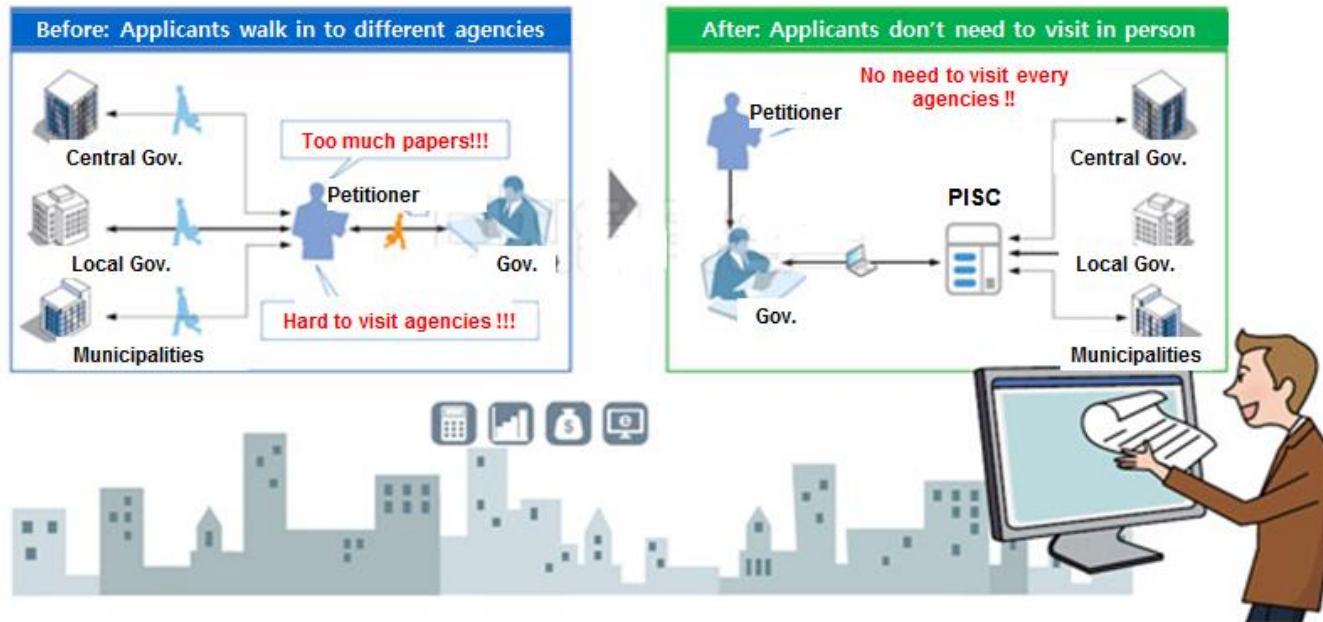 Before: Applicants walk in to different agencies
Central Gov.
Too much papers!!!
Petitioner
Local Gov.
Gov.
Hard to visit agencies !!!
Municipalities
After: Applicants don't need to visit in person
No need to visit every
agencies !!
Petitioner
Central Gov.
PISC
Local Gov.
Gov.
Municipalities
$
e